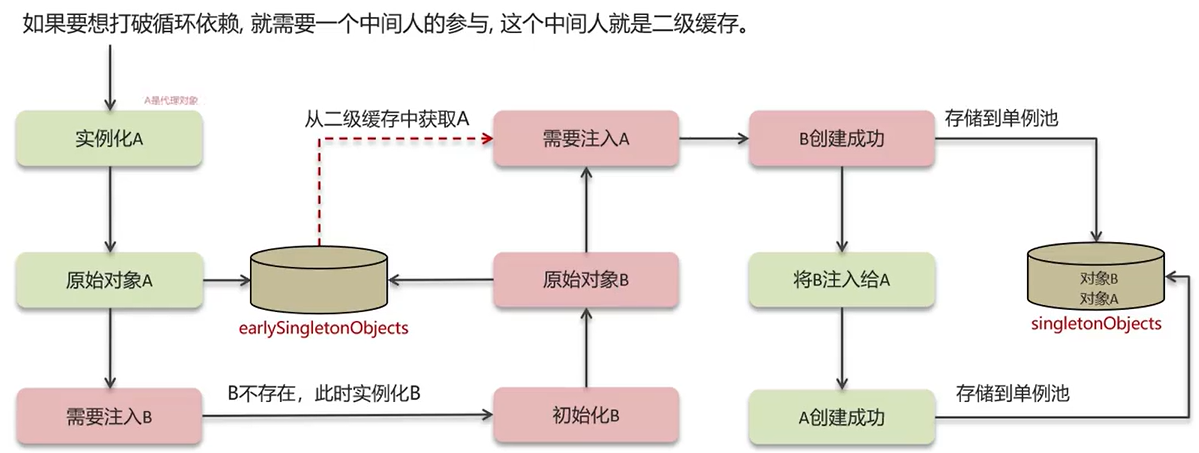 如果要想打破循环依赖, 就需要一个中间人的参与, 这个中间人就是二级缓存。
A是代理对象
实例化A
从二级缓存中获取A
需要注入A
B创建成功
存储到单例池
原始对象A
earlySingletonObjects
原始对象B
将B注入给A
对象B
对象A
singletonObjects
需要注入B
B不存在，此时实例化B
初始化B
A创建成功
存储到单例池